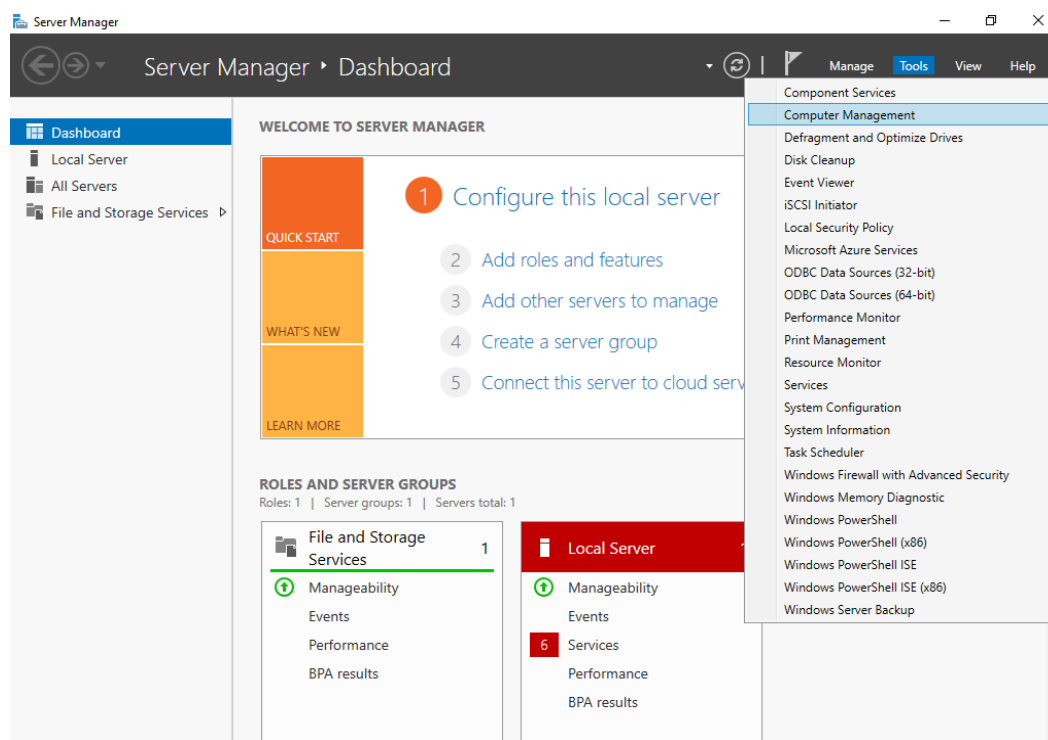 Server Manager
Server Manager ‣ Dashboard
Manage Tools View Help
Dashboard
Local Server
All Servers
File and Storage Services
WELCOME TO SERVER MANAGER
QUICK START
WHAT'S NEW
LEARN MORE
1 Configure this local server
2 Add roles and features
3 Add other servers to manage
4 Create a server group
5 Connect this server to cloud serv
ROLES AND SERVER GROUPS
Roles: 1 | Server groups: 1 | Servers total: 1
File and Storage
Services
1
Manageability
Events
Performance
BPA results
Local Server
Manageability
Events
6 Services
Performance
BPA results
Component Services
Computer Management
Defragment and Optimize Drives
Disk Cleanup
Event Viewer
iSCSI Initiator
Local Security Policy
Microsoft Azure Services
ODBC Data Sources (32-bit)
ODBC Data Sources (64-bit)
Performance Monitor
Print Management
Resource Monitor
Services
System Configuration
System Information
Task Scheduler
Windows Firewall with Advanced Security
Windows Memory Diagnostic
Windows PowerShell
Windows PowerShell (x86)
Windows PowerShell ISE
Windows PowerShell ISE (x86)
Windows Server Backup